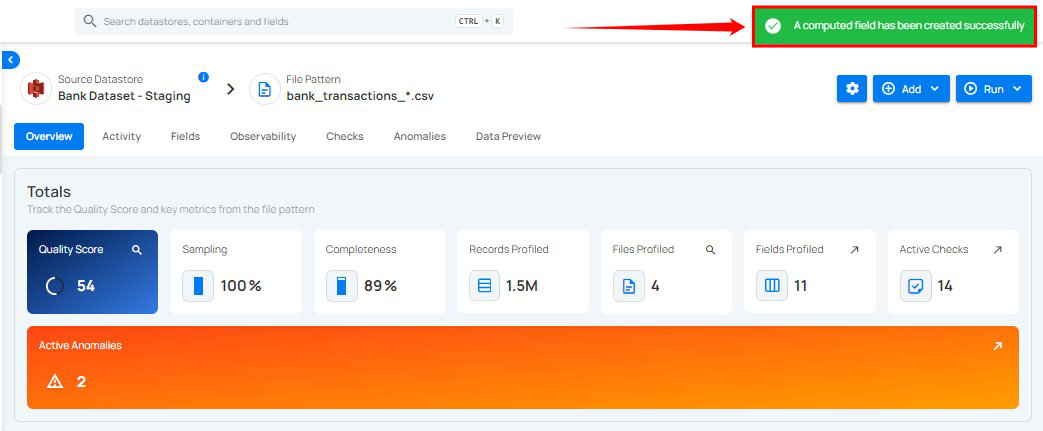 Search datastores, containers and fields CTRL + K
A computed field has been created successfully
Source Datastore
Bank Dataset - Staging
File Pattern
bank_transactions_*.csv
Add
Run
Overview Activity Fields Observability Checks Anomalies Data Preview
Totals
Track the Quality Score and key metrics from the file pattern
Quality Score
54
Sampling
100%
Completeness
89%
Records Profiled
1.5M
Files Profiled
4
Fields Profiled
11
Active Checks
14
Active Anomalies
2